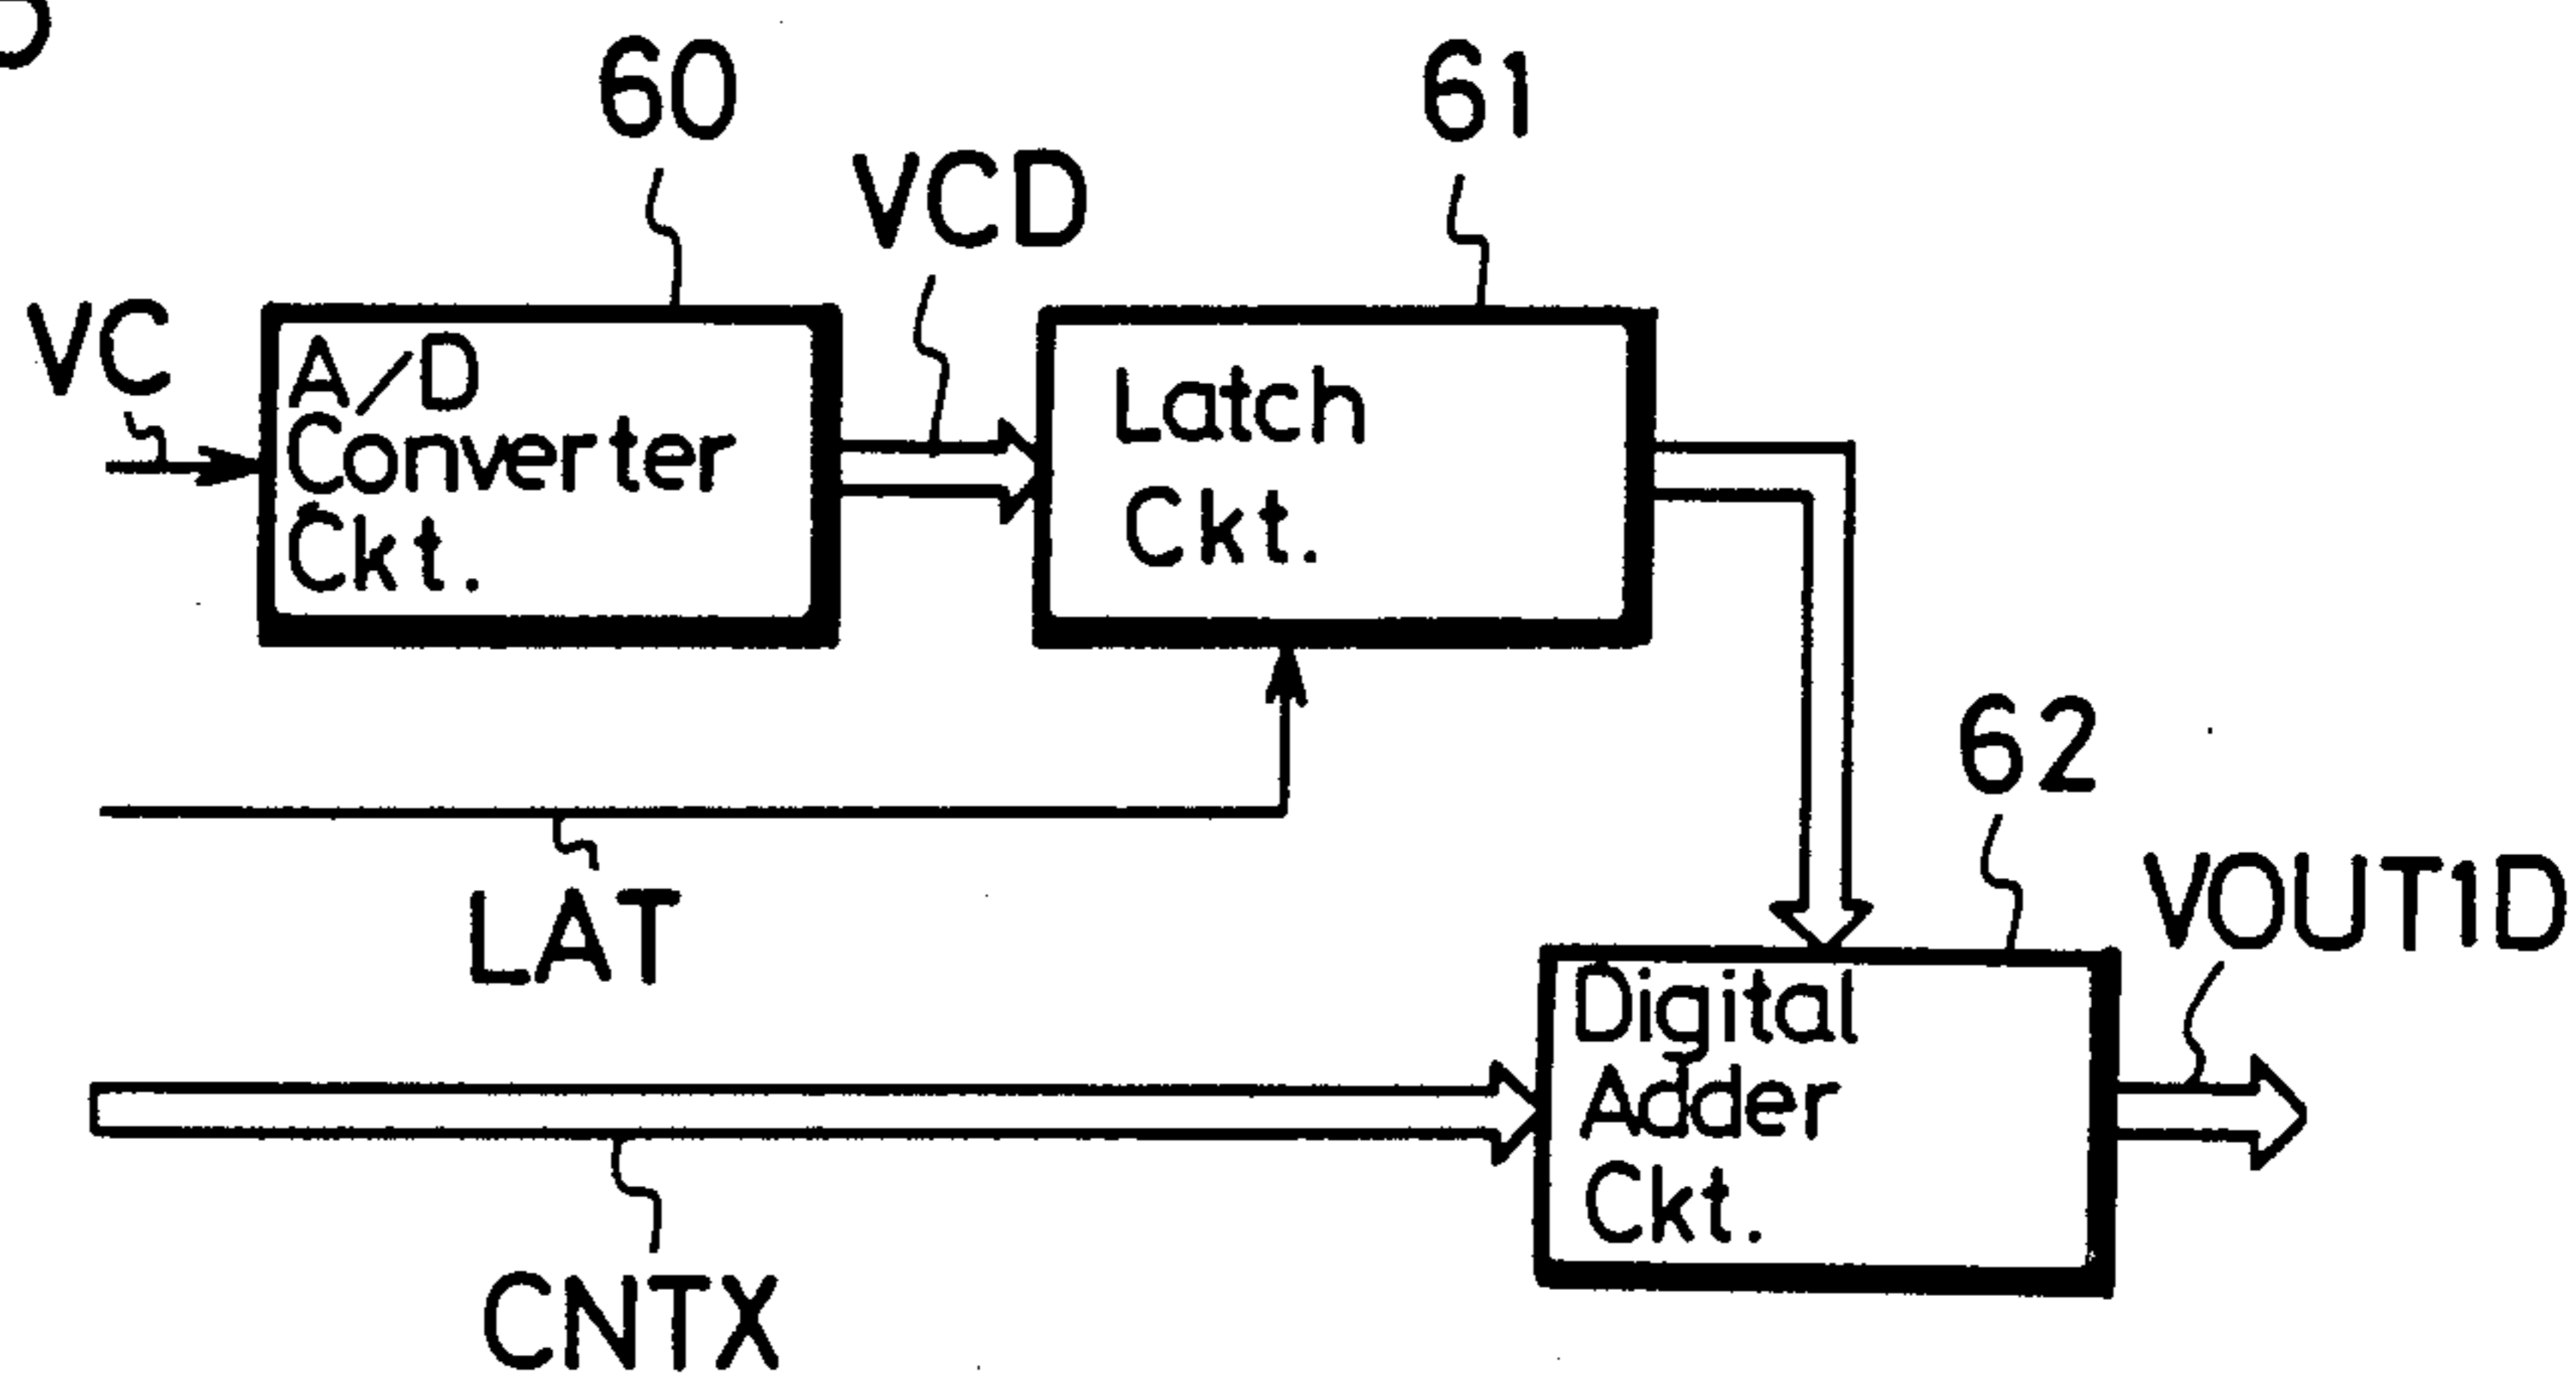 60
61
VCD
VC
A/D
Converter
Ckt.
Latch
Ckt.
62
VOUT1D
LAT
Digital
Adder
Ckt.
CNTX